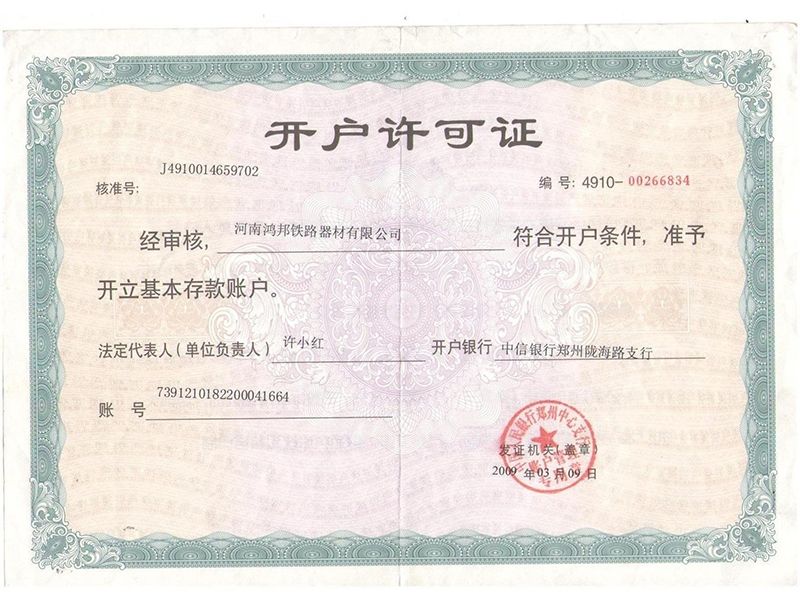 开户许可证
核准号: J4910014659702 编 号: 4910-00266834
经审核, 河南鸿邦铁路器材有限公司 符合开户条件, 准予
开立基本存款账户。
法定代表人(单位负责人) 许小红 开户银行 中信银行郑州陇海路支行
账 号 7391210182200041664
发证机关(盖章)
2009 年 03 月 09 日